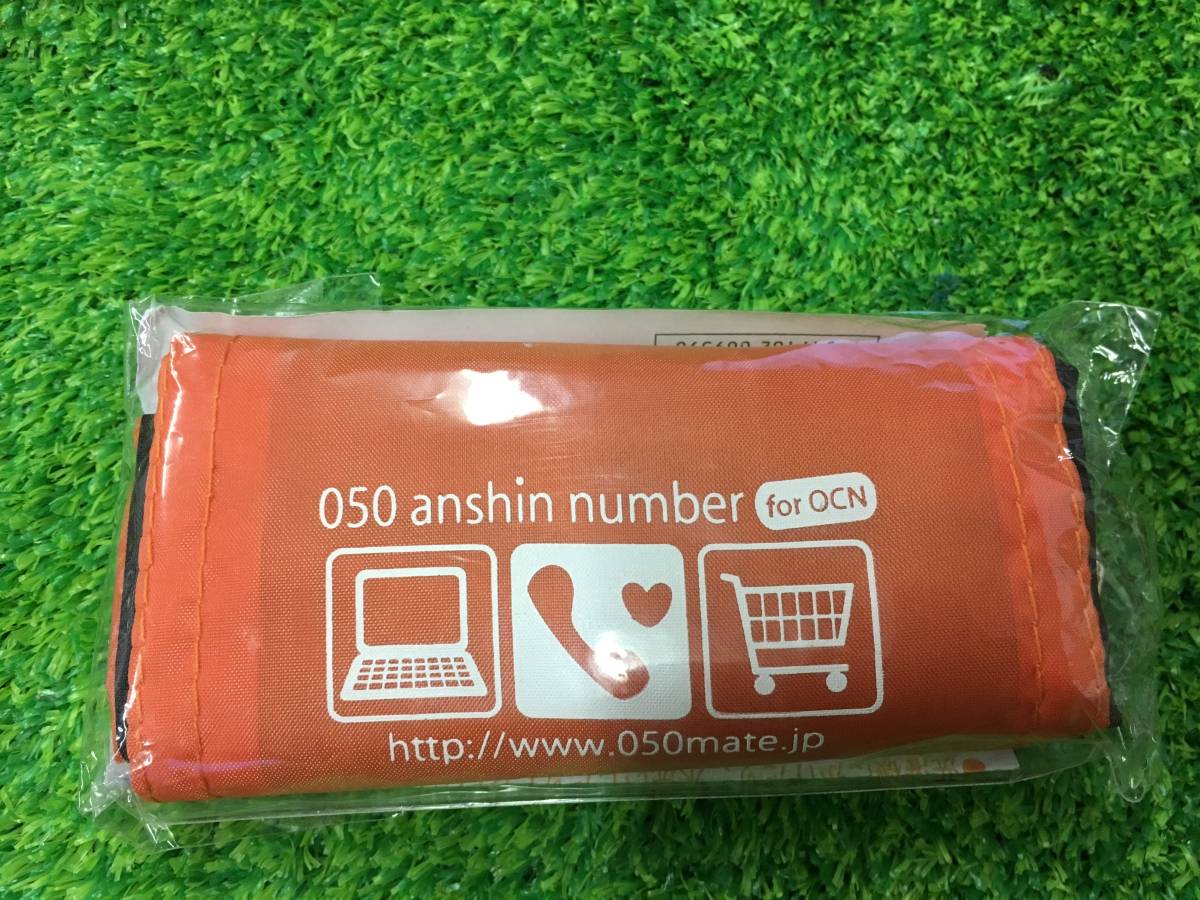 050 anshin number for OCN
http://www.050mate.jp